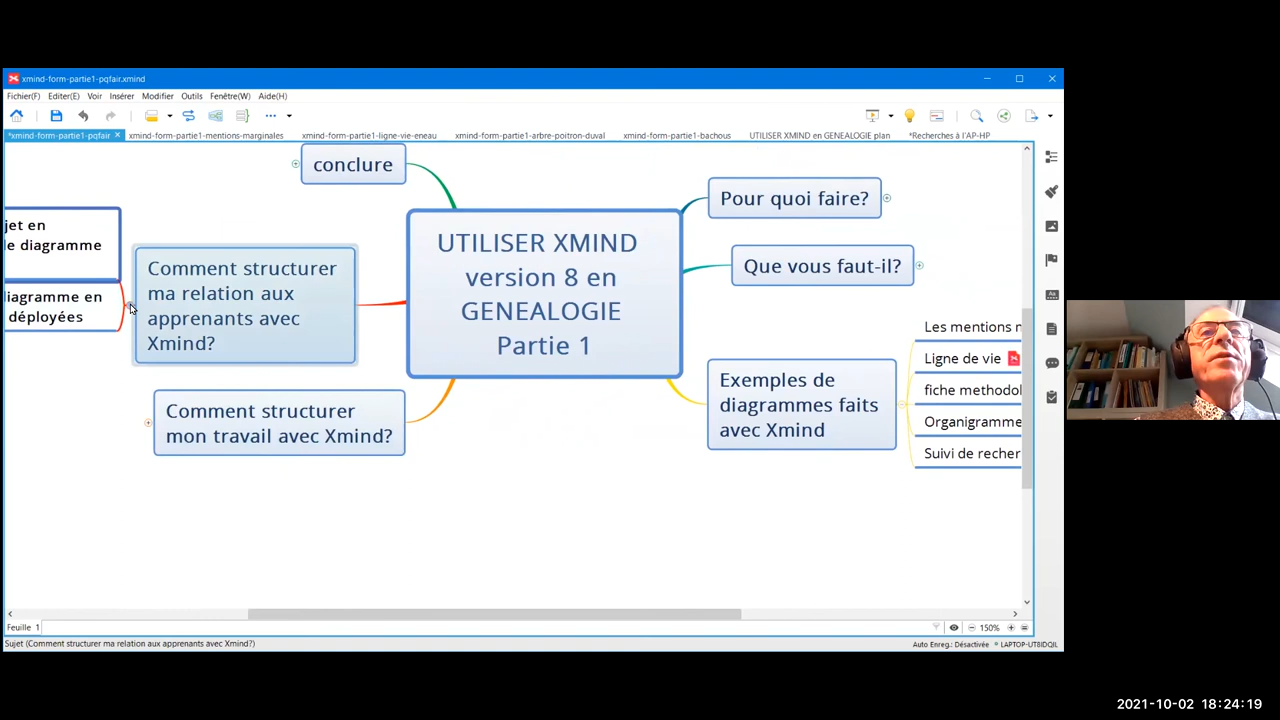 xmind-form-partie1-pqfair.xmind
Fichier(F) Editer(E) Voir Insérer Modifier Outils Fenêtre(W) Aide(H)
*xmind-form-partie1-pqfair xmind-form-partie1-mentions-marginales xmind-form-partie1-ligne-vie-eneau xmind-form-partie1-arbre-poitron-duval xmind-form-partie1-bachous UTILISER XMIND en GENEALOGIE plan *Recherches à l'AP-HP
conclure
UTILISER XMIND
version 8 en
GENEALOGIE
Partie 1
Pour quoi faire?
Que vous faut-il?
Exemples de
diagrammes faits
avec Xmind
Les mentions
Ligne de vie
fiche methodol
Organigramme
Suivi de recher
jet en
le diagramme
iagramme en
déployées
Comment structurer
ma relation aux
apprenants avec
Xmind?
Comment structurer
mon travail avec Xmind?
Feuille 1
150%
Sujet (Comment structurer ma relation aux apprenants avec Xmind?)
Auto Enreg.: Désactivée
LAPTOP-UT8IDQIL
2021-10-02 18:24:19